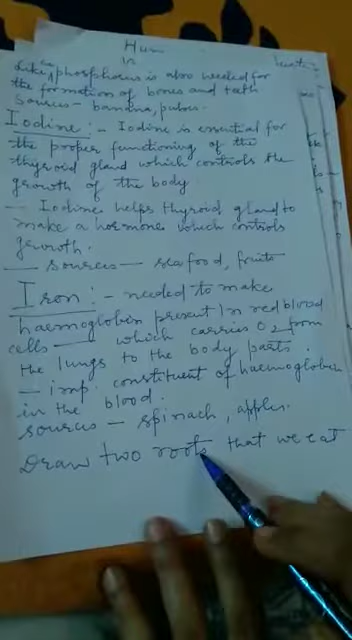 Hum
Like, phosphorus is also needed for
the formation of bones and teeth
Sources - banana, pulses.
Iodine :- Iodine is essential for
the proper functioning of the
thyroid gland which controls the
growth of the body
- Iodine helps thyroid gland to
make a hormone which controls
growth.
— sources — seafood, fruits
Iron :- needed to make
haemoglobin present in red blood
cells — which carries O2 from
the lungs to the body parts
- imp. constituent of haemoglobin
in the blood.
sources - spinach, apples.
Draw two roots that we eat